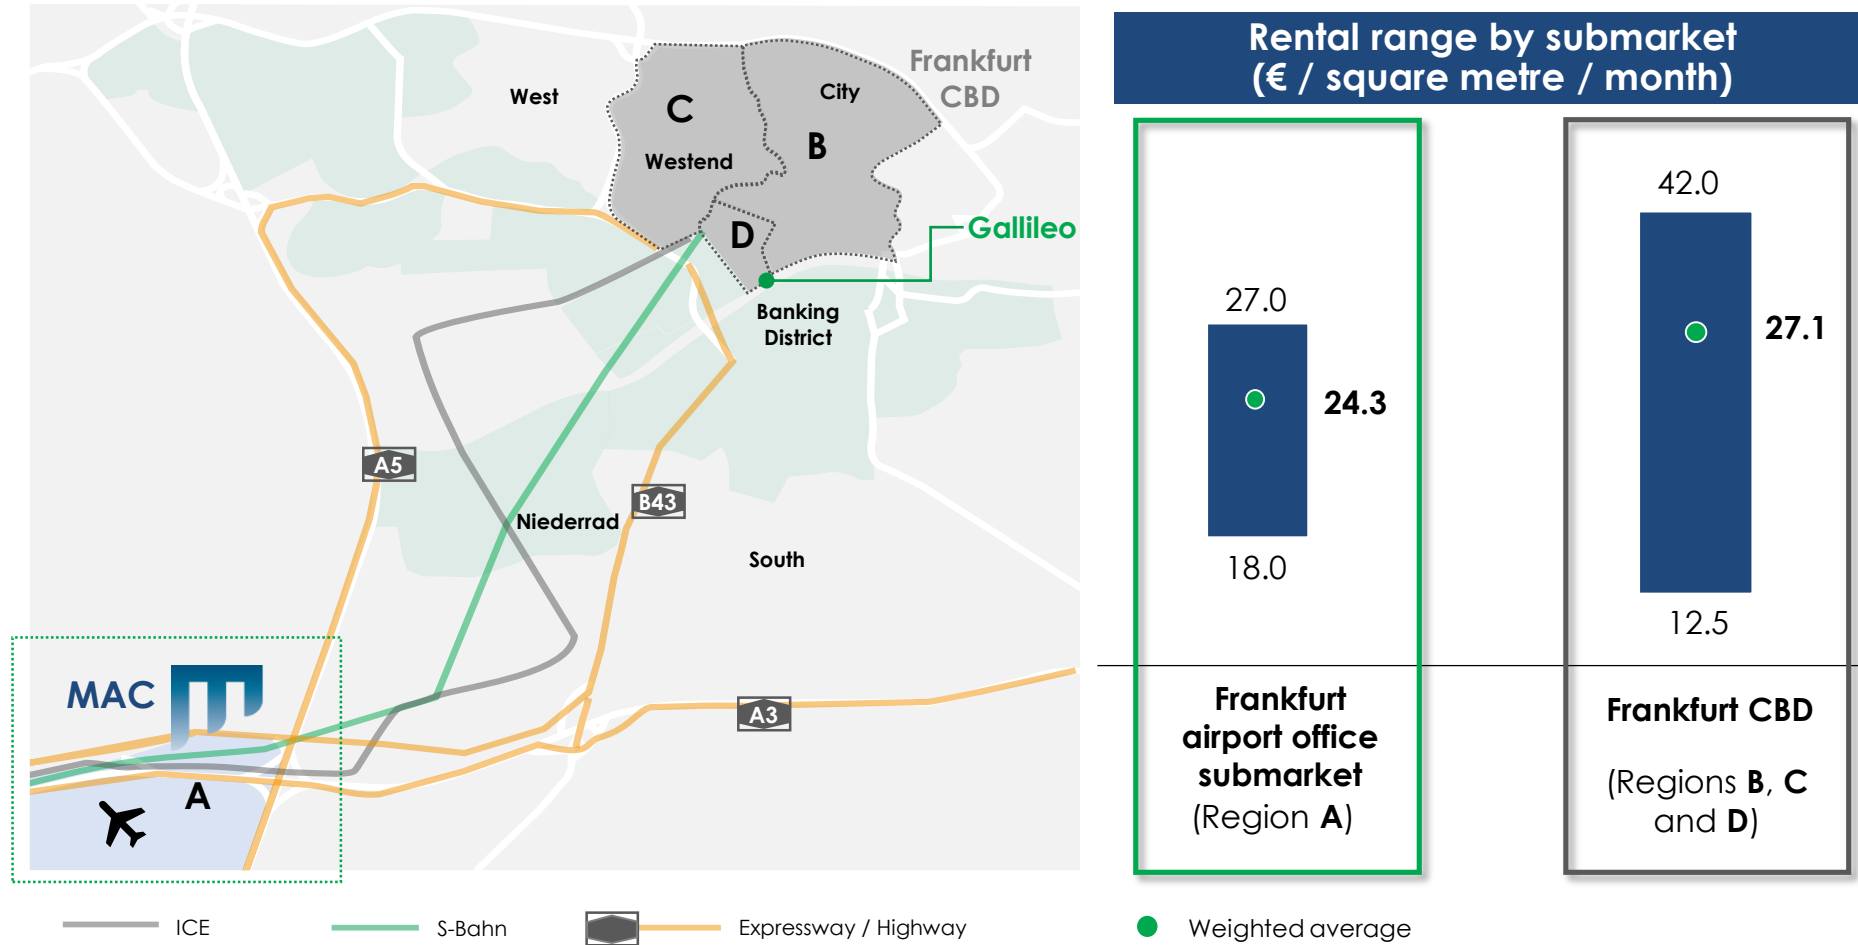 Frankfurt
CBD
West
City
C
B
Westend
D
Gallileo
Banking
District
A5
B43
Niederrad
South
MAC
A3
A
ICE
S-Bahn
Expressway / Highway
Rental range by submarket
(€ / square metre / month)
27.0
24.3
18.0
42.0
27.1
12.5
Frankfurt
airport office
submarket
(Region A)
Frankfurt CBD
(Regions B, C
and D)
Weighted average